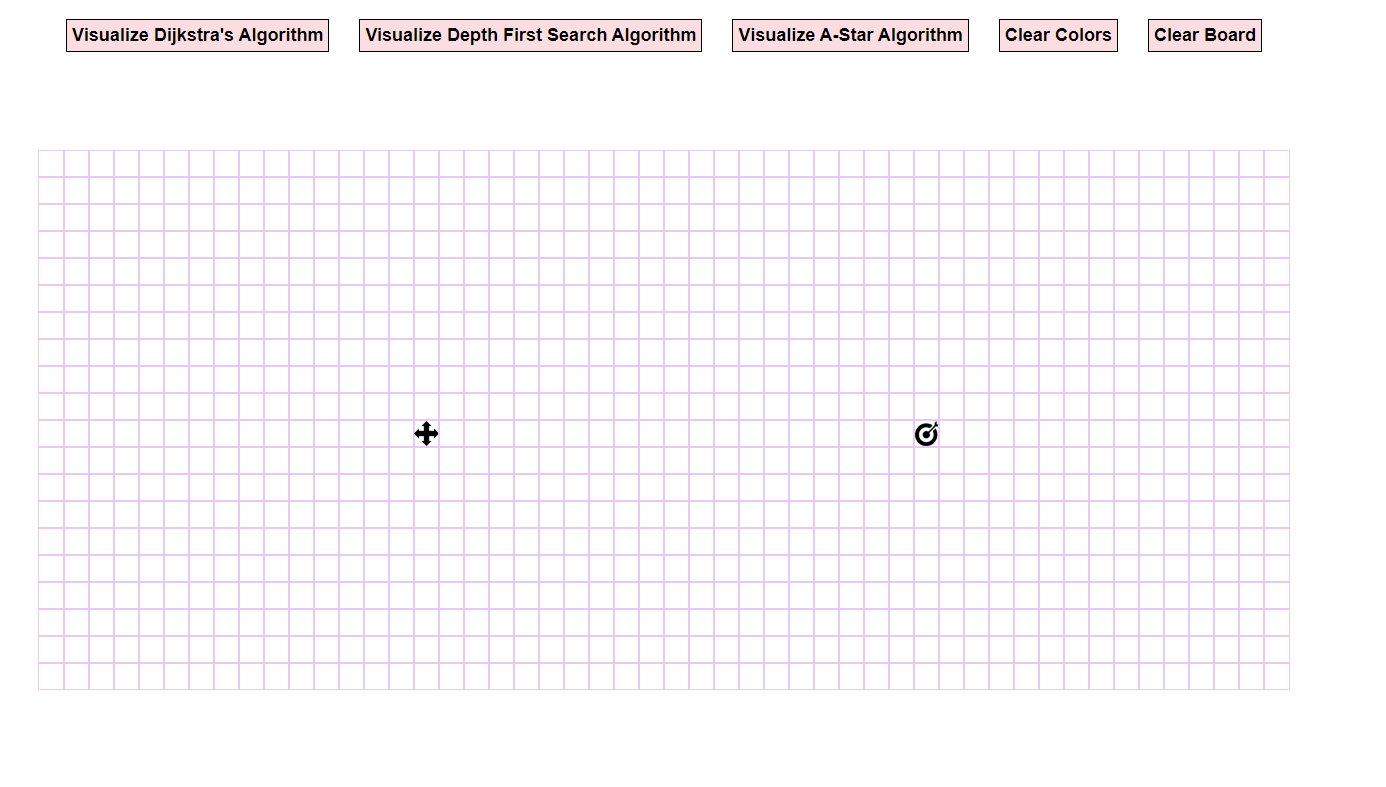 Visualize Dijkstra's Algorithm
Visualize Depth First Search Algorithm
Visualize A-Star Algorithm
Clear Colors
Clear Board